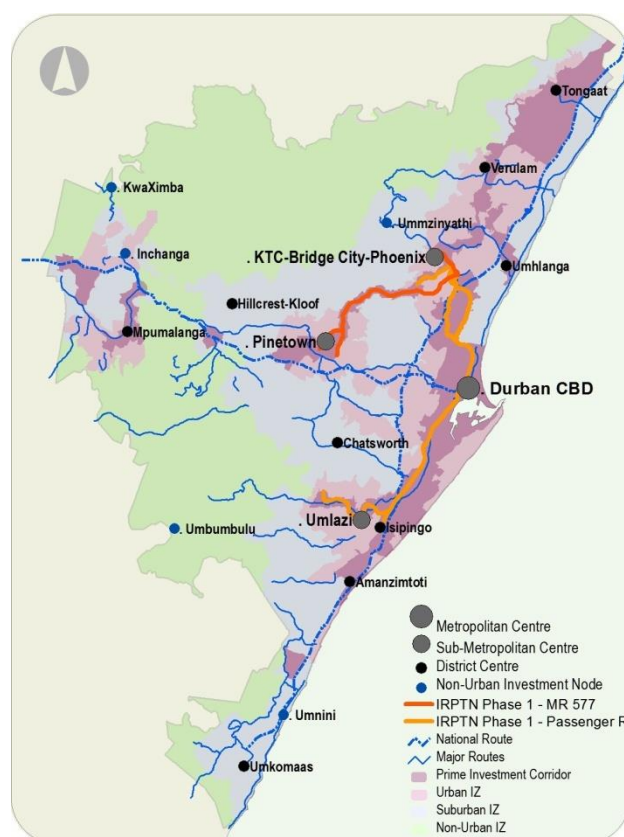 Tongaat
Verulam
. KwaXimba
Ummzinyathi
. Inchanga
. KTC-Bridge City-Phoenix
Umhlanga
Hillcrest-Kloof
Mpumalanga
. Pinetown
. Durban CBD
Chatsworth
. Umlazi
Isipingo
. Umbumbulu
Amanzimtoti
. Umnini
Umkomaas
Metropolitan Centre
Sub-Metropolitan Centre
District Centre
Non-Urban Investment Node
IRPTN Phase 1 - MR 577
IRPTN Phase 1 - Passenger R
National Route
Major Routes
Prime Investment Corridor
Urban IZ
Suburban IZ
Non-Urban IZ